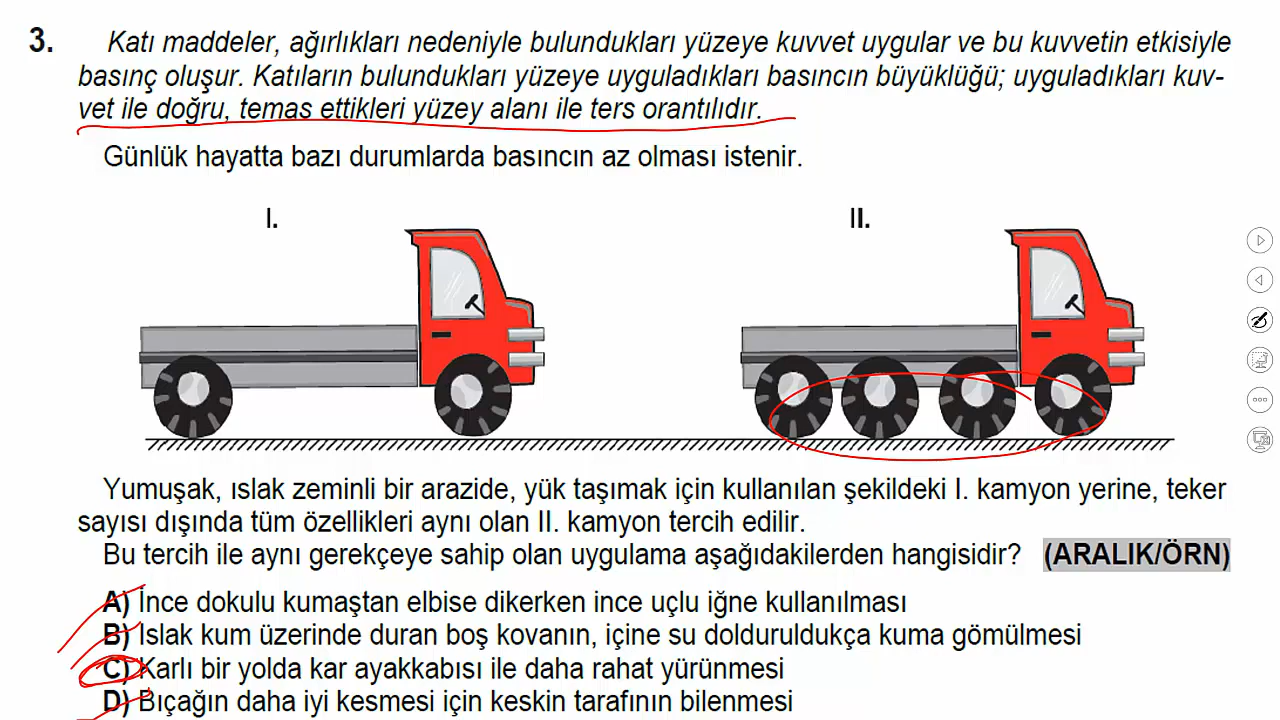 3. Katı maddeler, ağırlıkları nedeniyle bulundukları yüzeye kuvvet uygular ve bu kuvvetin etkisiyle
basınç oluşur. Katıların bulundukları yüzeye uyguladıkları basıncın büyüklüğü; uyguladıkları kuv-
vet ile doğru, temas ettikleri yüzey alanı ile ters orantılıdır.
Günlük hayatta bazı durumlarda basıncın az olması istenir.
I. II.
Yumuşak, ıslak zeminli bir arazide, yük taşımak için kullanılan şekildeki I. kamyon yerine, teker
sayısı dışında tüm özellikleri aynı olan II. kamyon tercih edilir.
Bu tercih ile aynı gerekçeye sahip olan uygulama aşağıdakilerden hangisidir? (ARALIK/ÖRN)
A) İnce dokulu kumaştan elbise dikerken ince uçlu iğne kullanılması
B) Islak kum üzerinde duran boş kovanın, içine su dolduruldukça kuma gömülmesi
C) Karlı bir yolda kar ayakkabısı ile daha rahat yürünmesi
D) Bıçağın daha iyi kesmesi için keskin tarafının bilenmesi